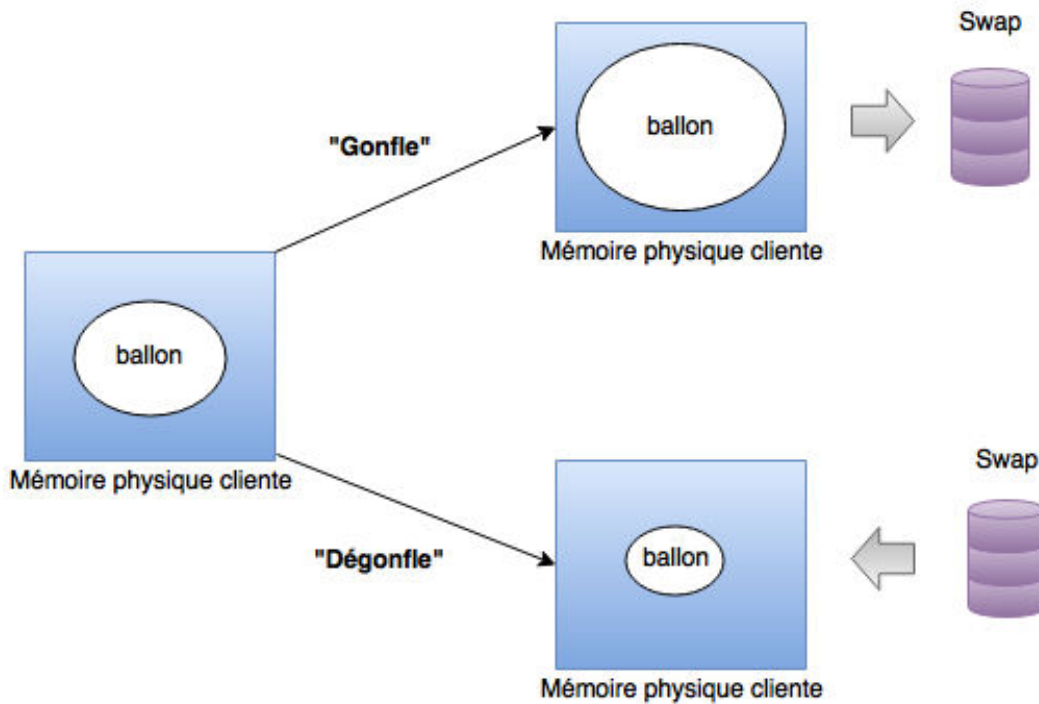 Swap
ballon
"Gonfle"
Mémoire physique cliente
ballon
Mémoire physique cliente
Swap
"Dégonfle"
ballon
Mémoire physique cliente